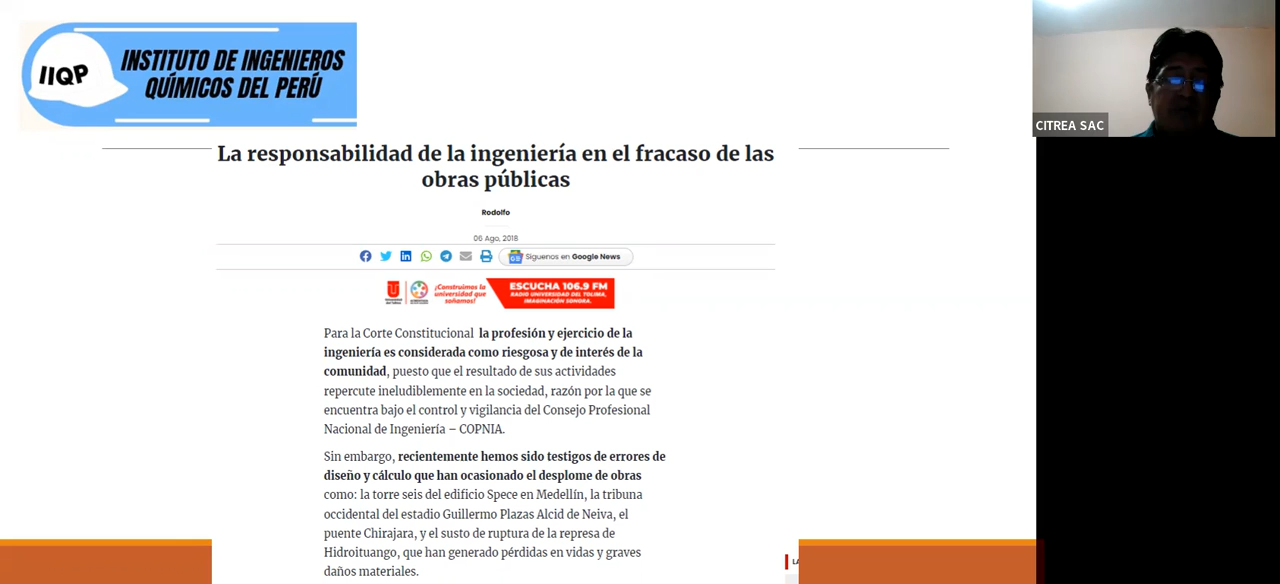 IIQP
INSTITUTO DE INGENIEROS
QUÍMICOS DEL PERÚ
CITREA SAC
La responsabilidad de la ingeniería en el fracaso de las
obras públicas
Rodolfo
06 Ago, 2018
Síguenos en Google News
¡Construimos la
universidad que
soñamos!
ESCUCHA 106.9 FM
RADIO UNIVERSIDAD DEL TOLIMA,
IMAGINACIÓN SONORA.
Para la Corte Constitucional la profesión y ejercicio de la
ingeniería es considerada como riesgosa y de interés de la
comunidad, puesto que el resultado de sus actividades
repercute ineludiblemente en la sociedad, razón por la que se
encuentra bajo el control y vigilancia del Consejo Profesional
Nacional de Ingeniería – COPNIA.
Sin embargo, recientemente hemos sido testigos de errores de
diseño y cálculo que han ocasionado el desplome de obras
como: la torre seis del edificio Spece en Medellín, la tribuna
occidental del estadio Guillermo Plazas Alcid de Neiva, el
puente Chirajara, y el susto de ruptura de la represa de
Hidroituango, que han generado pérdidas en vidas y graves
daños materiales.